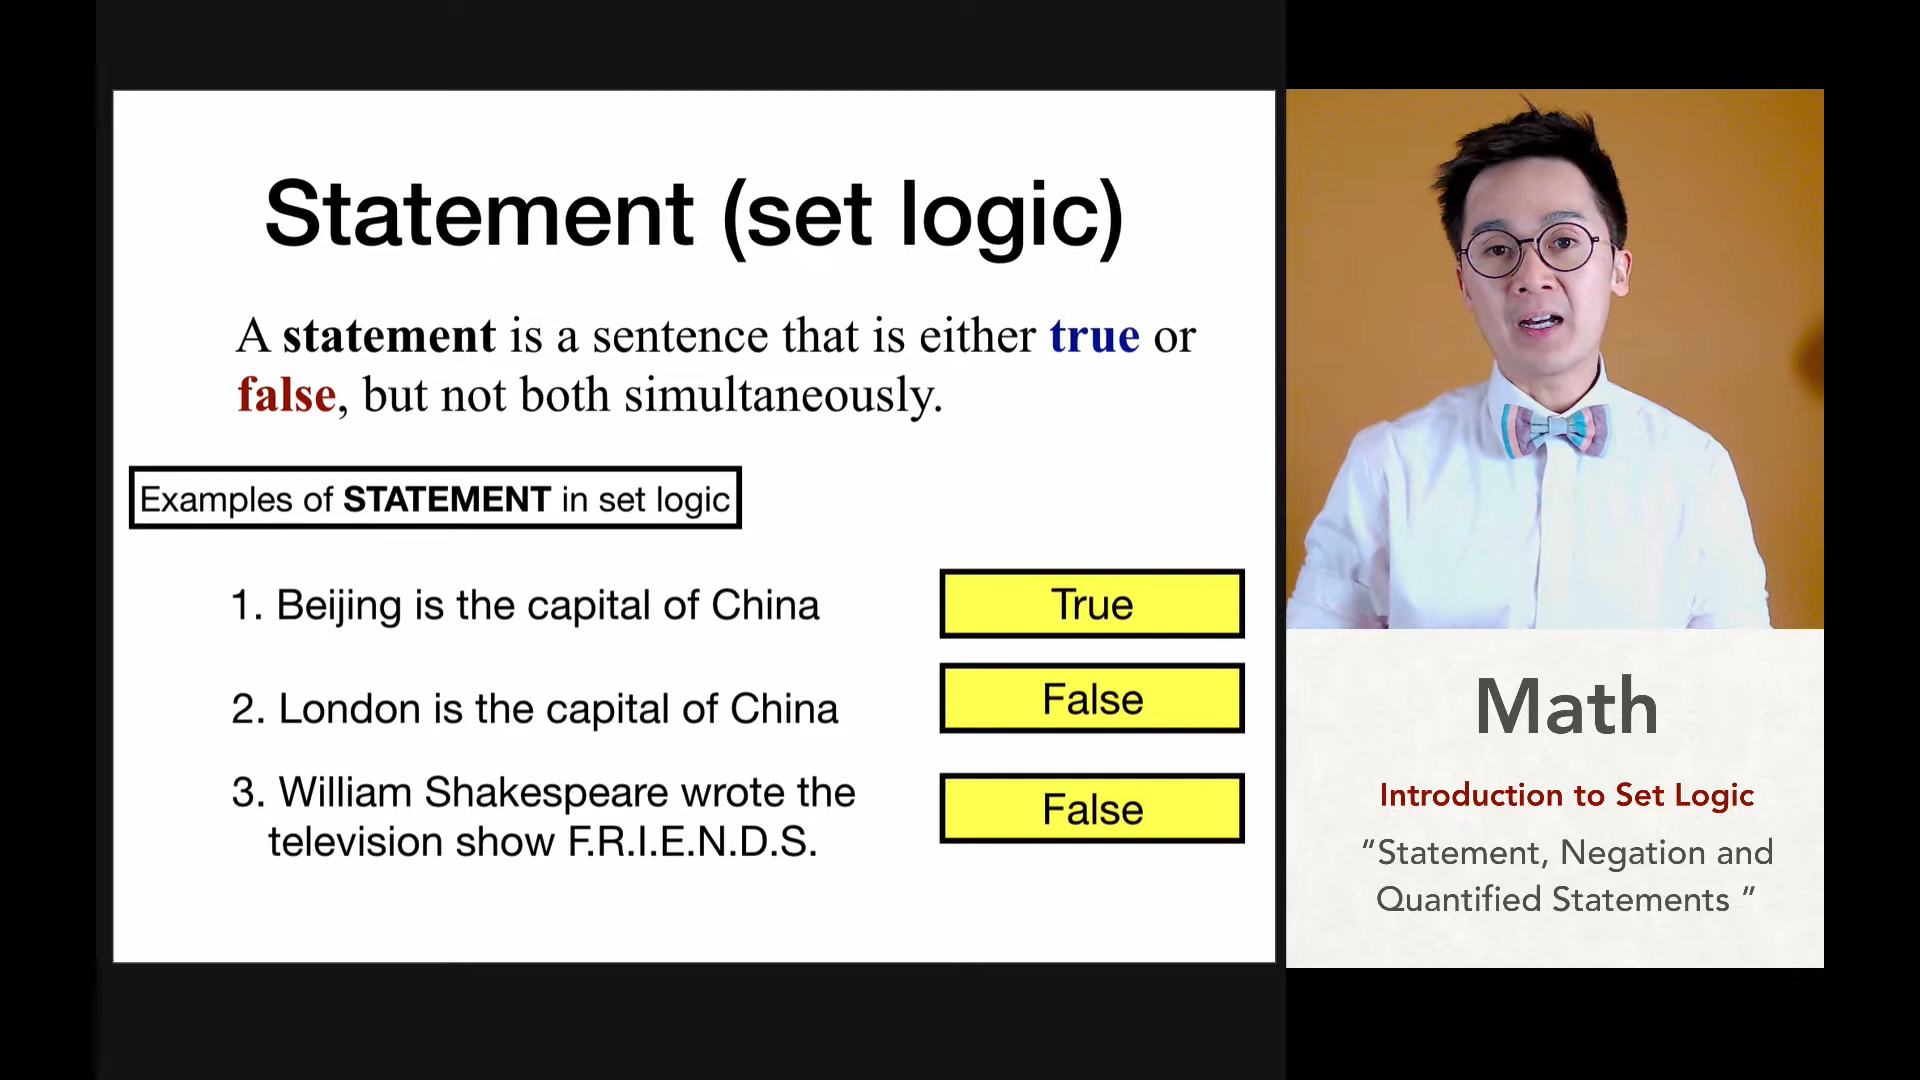 Statement (set logic)
A statement is a sentence that is either true or
false, but not both simultaneously.
Examples of STATEMENT in set logic
1. Beijing is the capital of China
True
2. London is the capital of China
False
3. William Shakespeare wrote the
television show F.R.I.E.N.D.S.
False
Math
Introduction to Set Logic
“Statement, Negation and
Quantified Statements ”